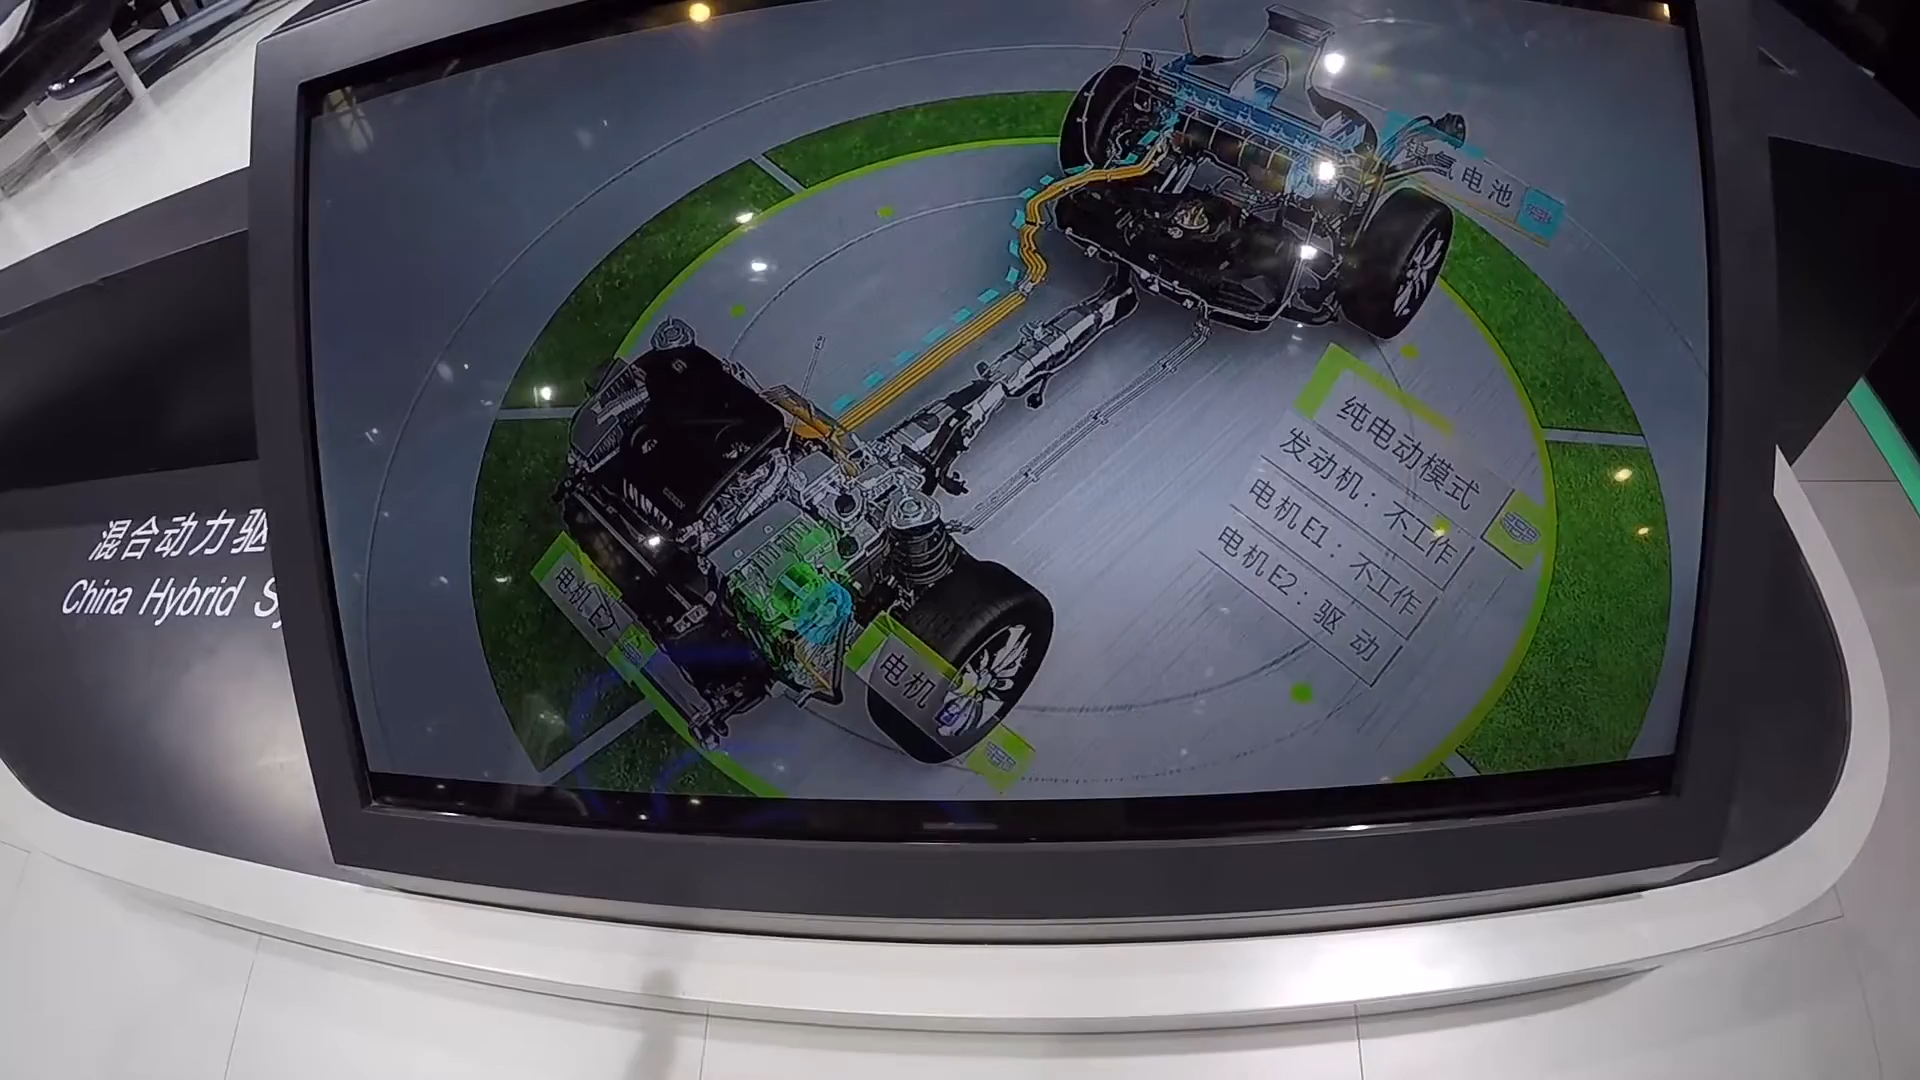 混合动力驱
China Hybrid
氢电池
纯电动模式
发动机：不工作
电机E1：不工作
电机E2：驱 动
电机E2
电机